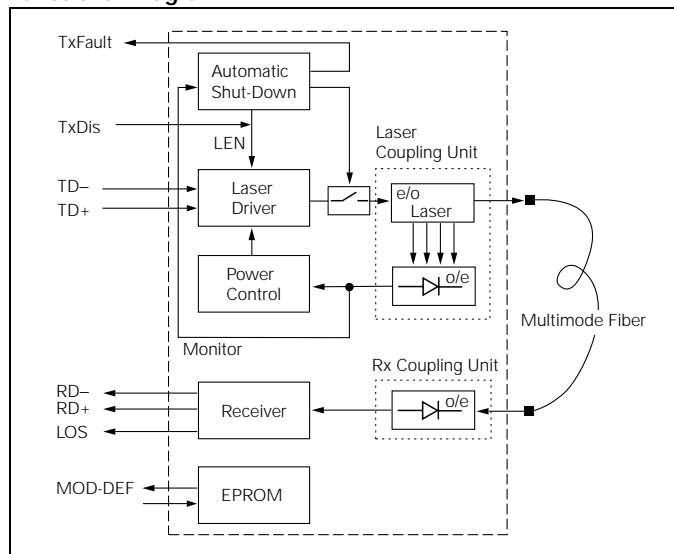 TxFault
Automatic
Shut-Down
TxDis
LEN
Laser
Coupling Unit
TD–
TD+
Laser
Driver
e/o
Laser
Power
Control
o/e
Multimode Fiber
Monitor
Rx Coupling Unit
RD–
RD+
LOS
Receiver
o/e
MOD-DEF
EPROM